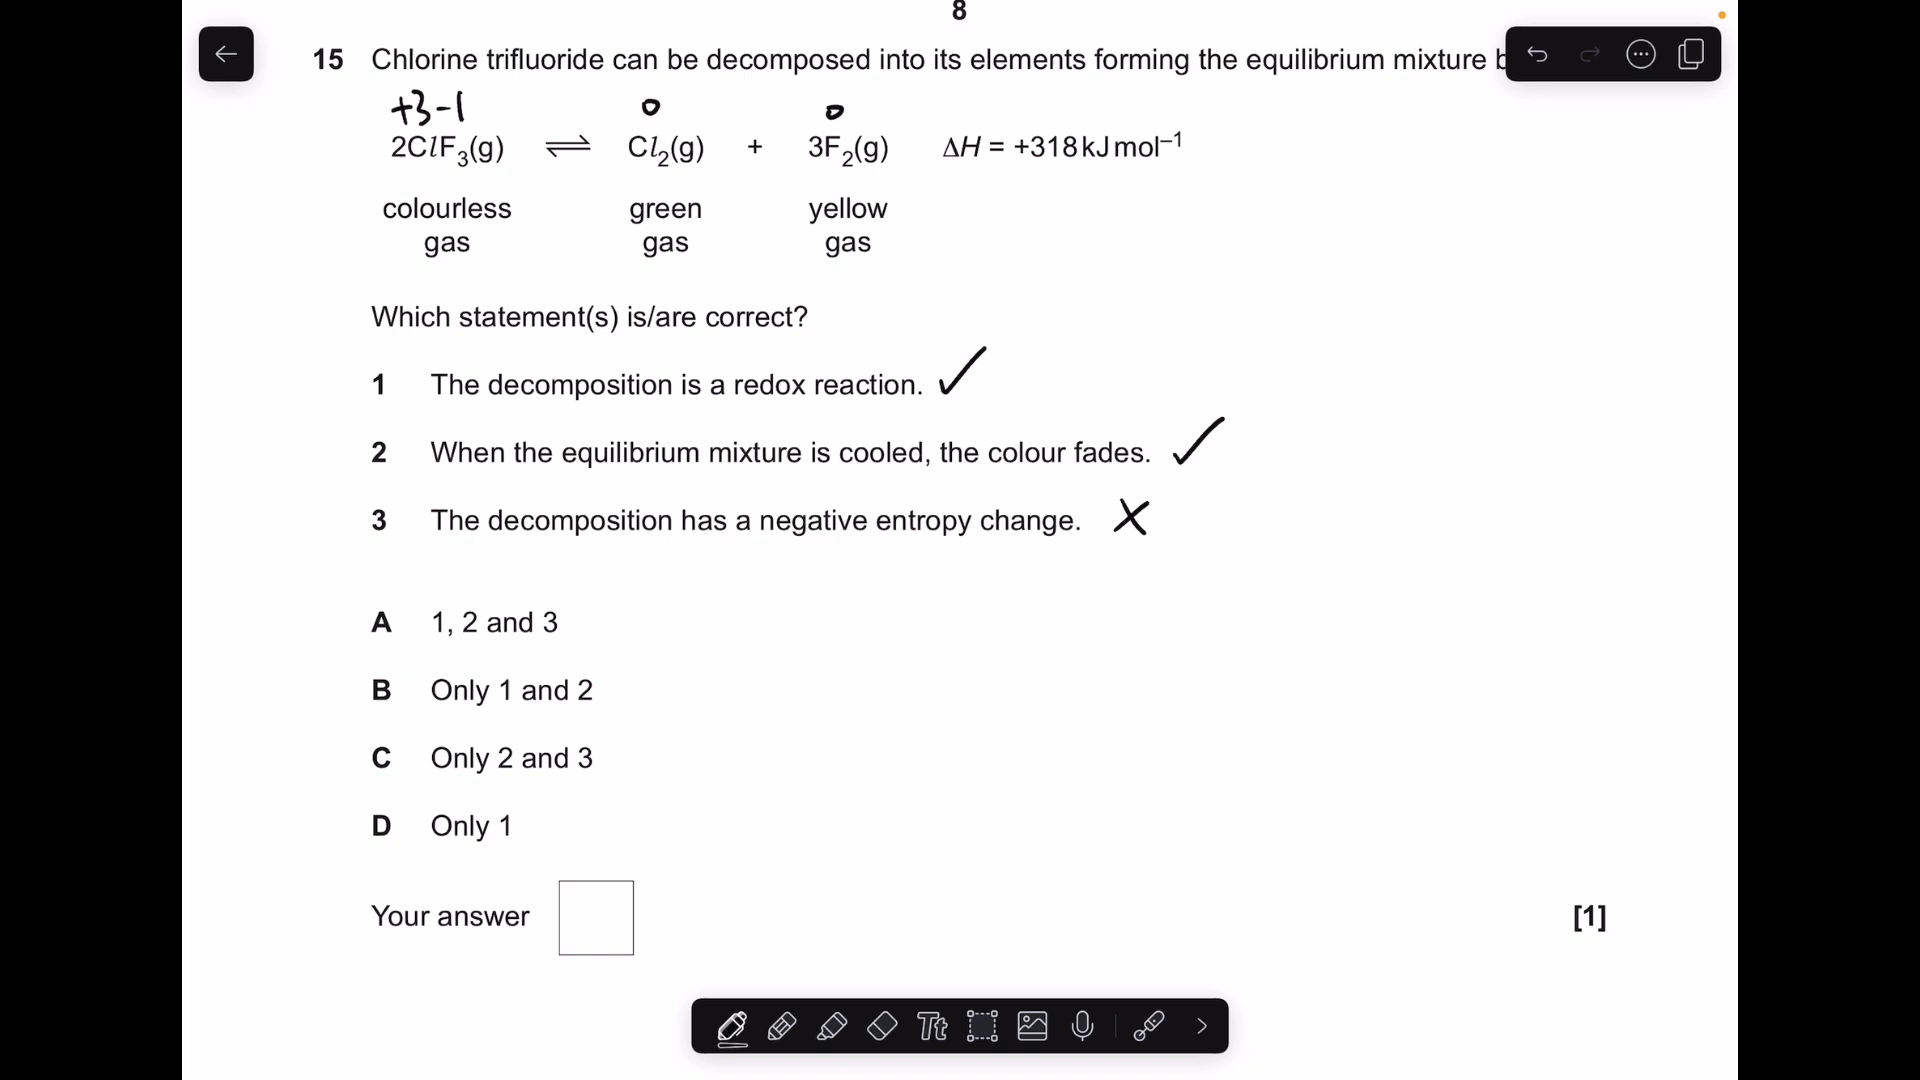 8
15 Chlorine trifluoride can be decomposed into its elements forming the equilibrium mixture
+3 -1 0 0
2ClF3(g) ⇌ Cl2(g) + 3F2(g) ΔH = +318 kJ mol–1
colourless green yellow
gas gas gas
Which statement(s) is/are correct?
1 The decomposition is a redox reaction. ✓
2 When the equilibrium mixture is cooled, the colour fades. ✓
3 The decomposition has a negative entropy change. X
A 1, 2 and 3
B Only 1 and 2
C Only 2 and 3
D Only 1
Your answer [1]
Tt